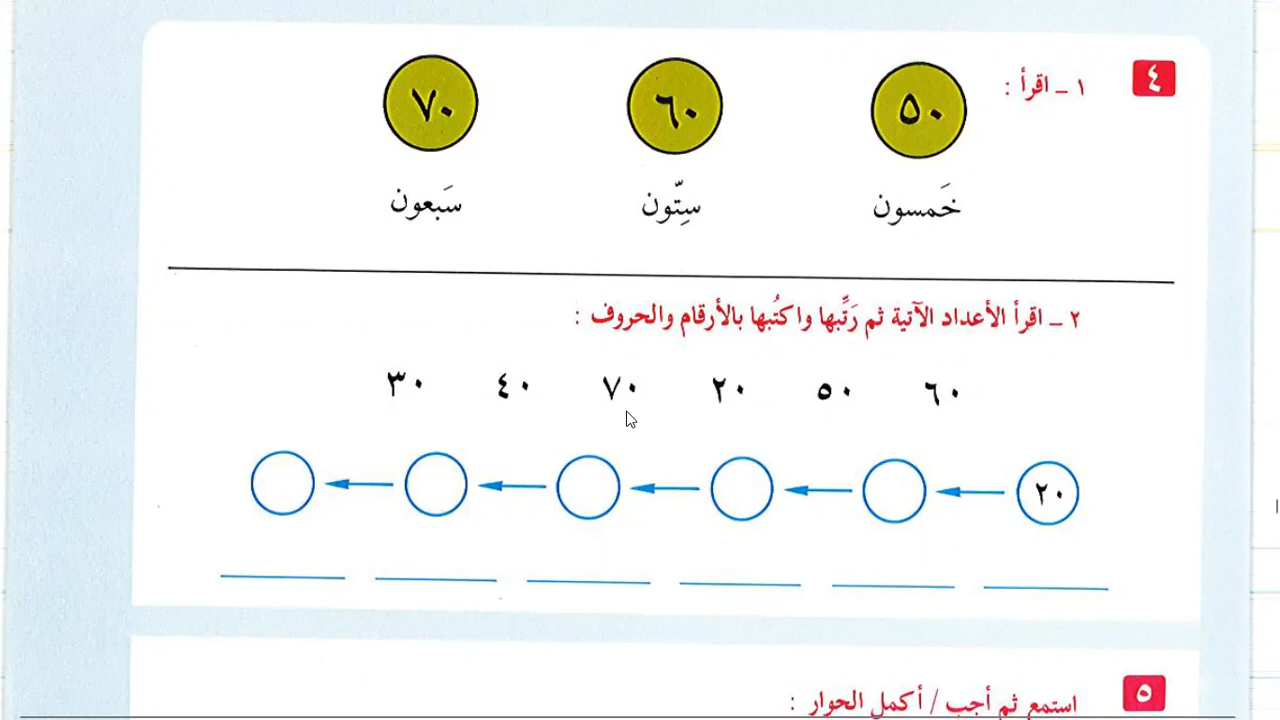 ٤
١ ـ اقرأ :
٥٠ ٦٠ ٧٠
خَمسون سِتّون سَبعون
٢ ـ اقرأ الأعداد الآتية ثم رَتِّبها واكتُبها بالأرقام والحروف :
٦٠ ٥٠ ٢٠ ٧٠ ٤٠ ٣٠
٢٠
٥
استمع ثم أجب / أكمل الحوار :